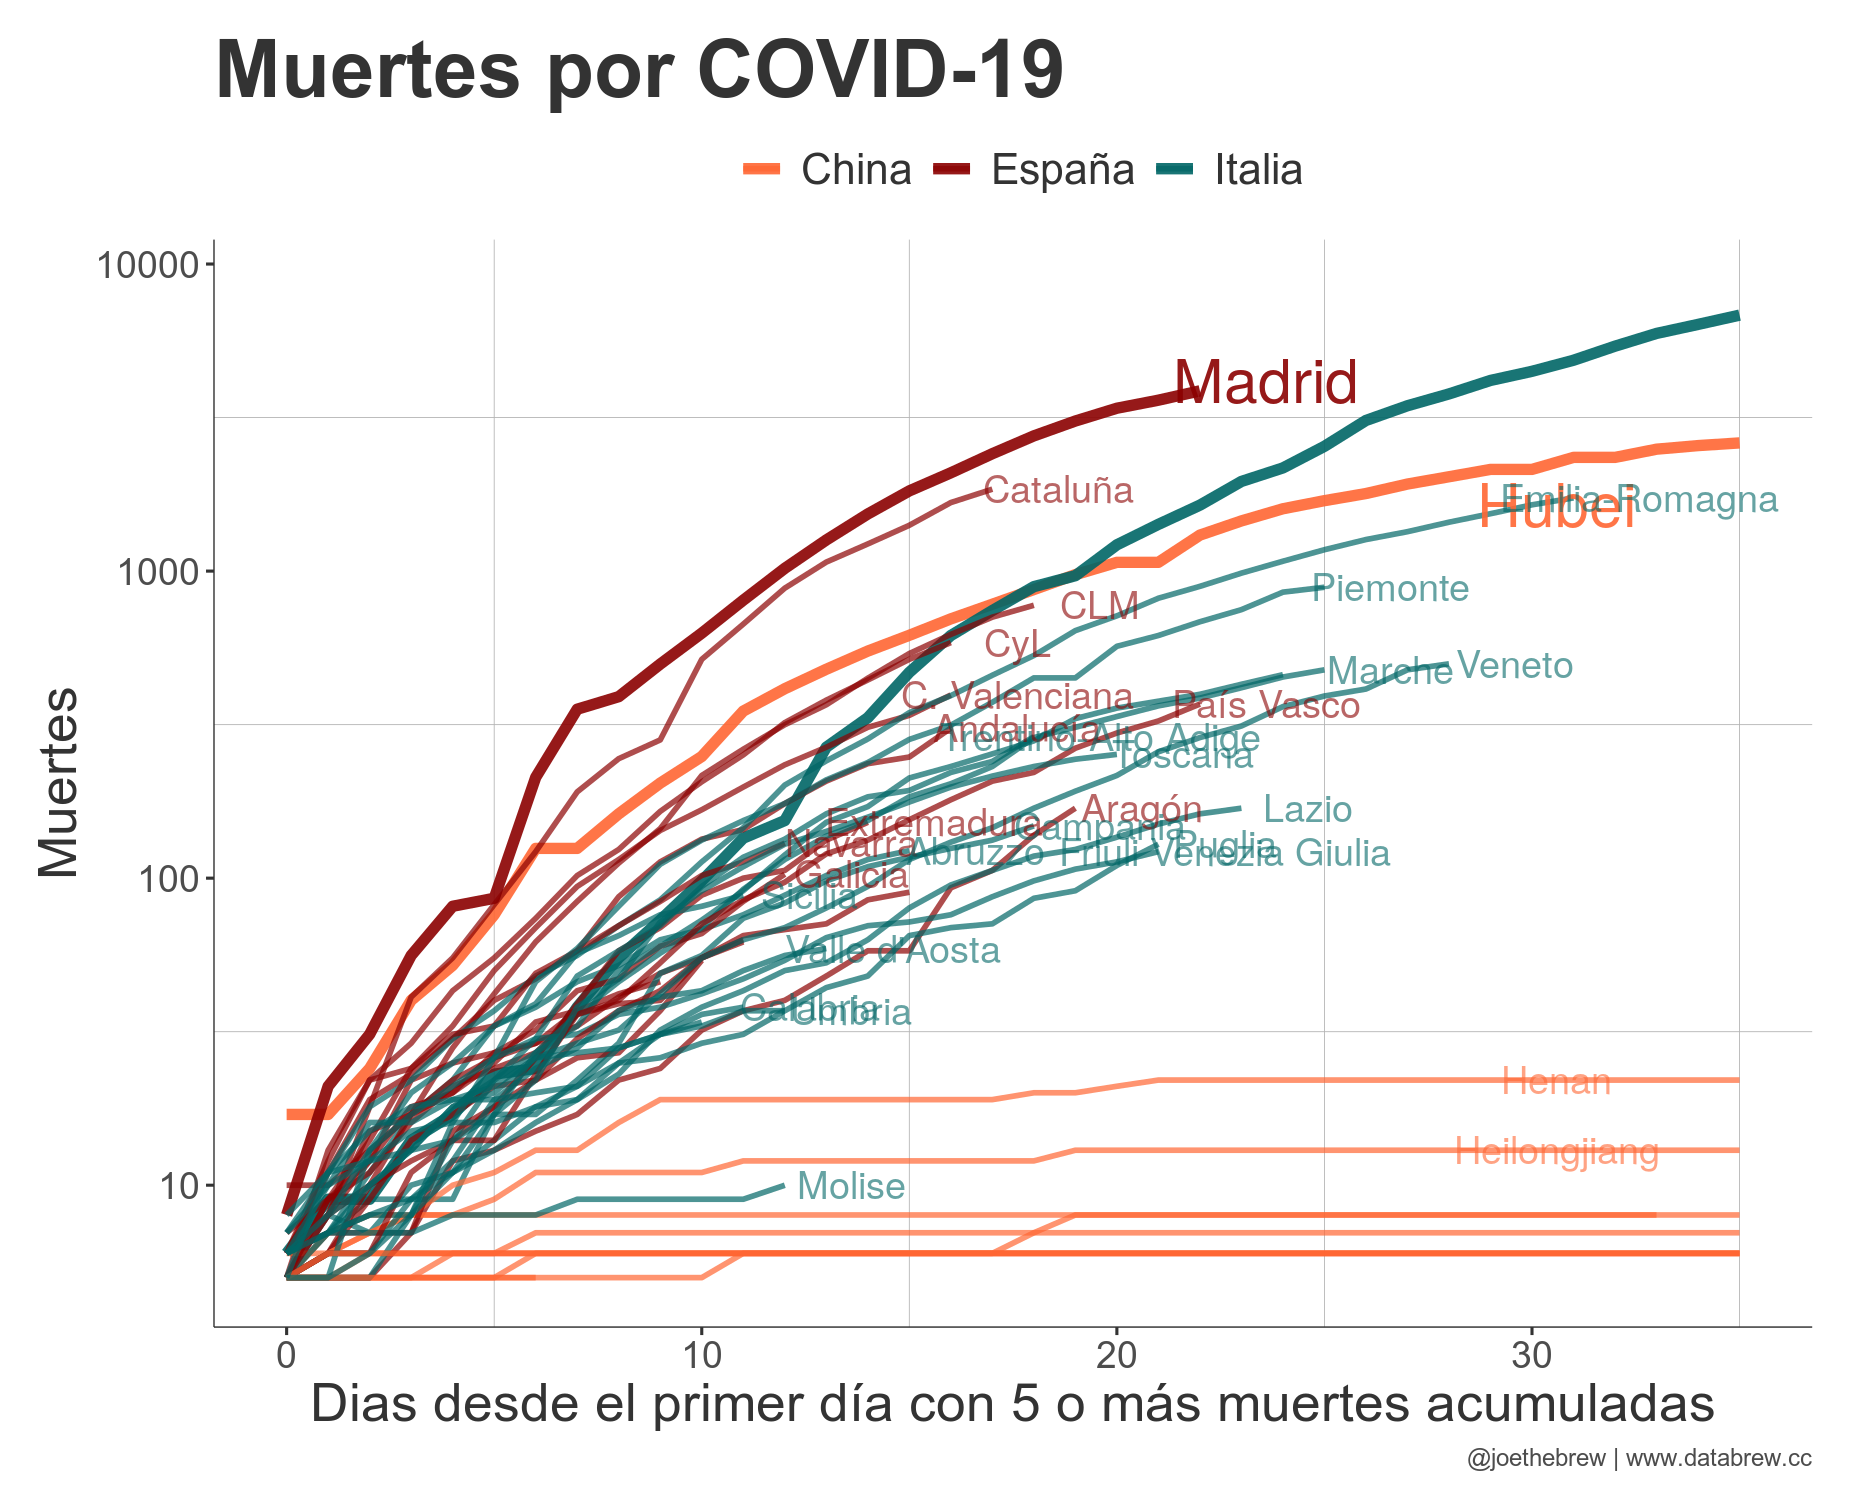 Muertes por COVID-19
China España Italia
10000
1000
100
10
Muertes
Madrid
Cataluña
Hubei
Emilia-Romagna
Piemonte
CLM
CyL
Veneto
Marche
C. Valenciana
País Vasco
Andalucía
Trentino-Alto Adige
Toscana
Aragón
Lazio
Extremadura
Campania
Navarra
Puglia
Abruzzo
Friuli Venezia Giulia
Galicia
Sicilia
Valle d'Aosta
Calabria
Umbria
Henan
Heilongjiang
Molise
0 10 20 30
Dias desde el primer día con 5 o más muertes acumuladas
@joethebrew | www.databrew.cc